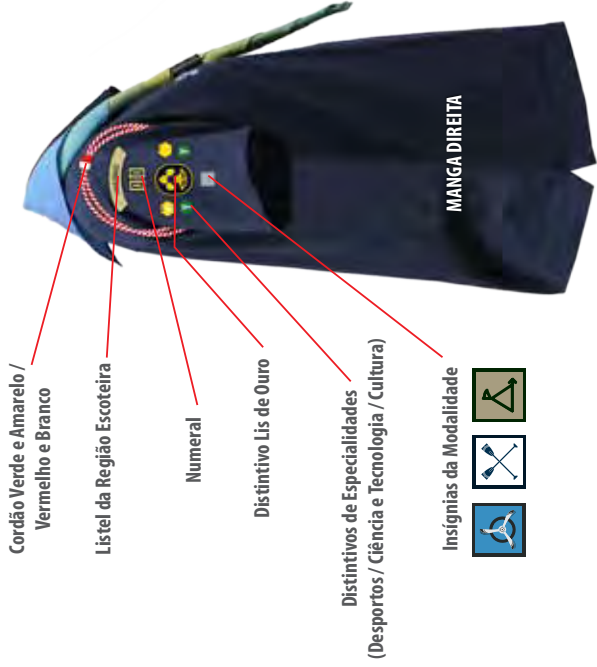 Cordão Verde e Amarelo /
Vermelho e Branco
Listel da Região Escoteira
Numeral
Distintivo Lis de Ouro
Distintivos de Especialidades
(Desportos / Ciência e Tecnologia / Cultura)
Insígnias da Modalidade
MANGA DIREITA